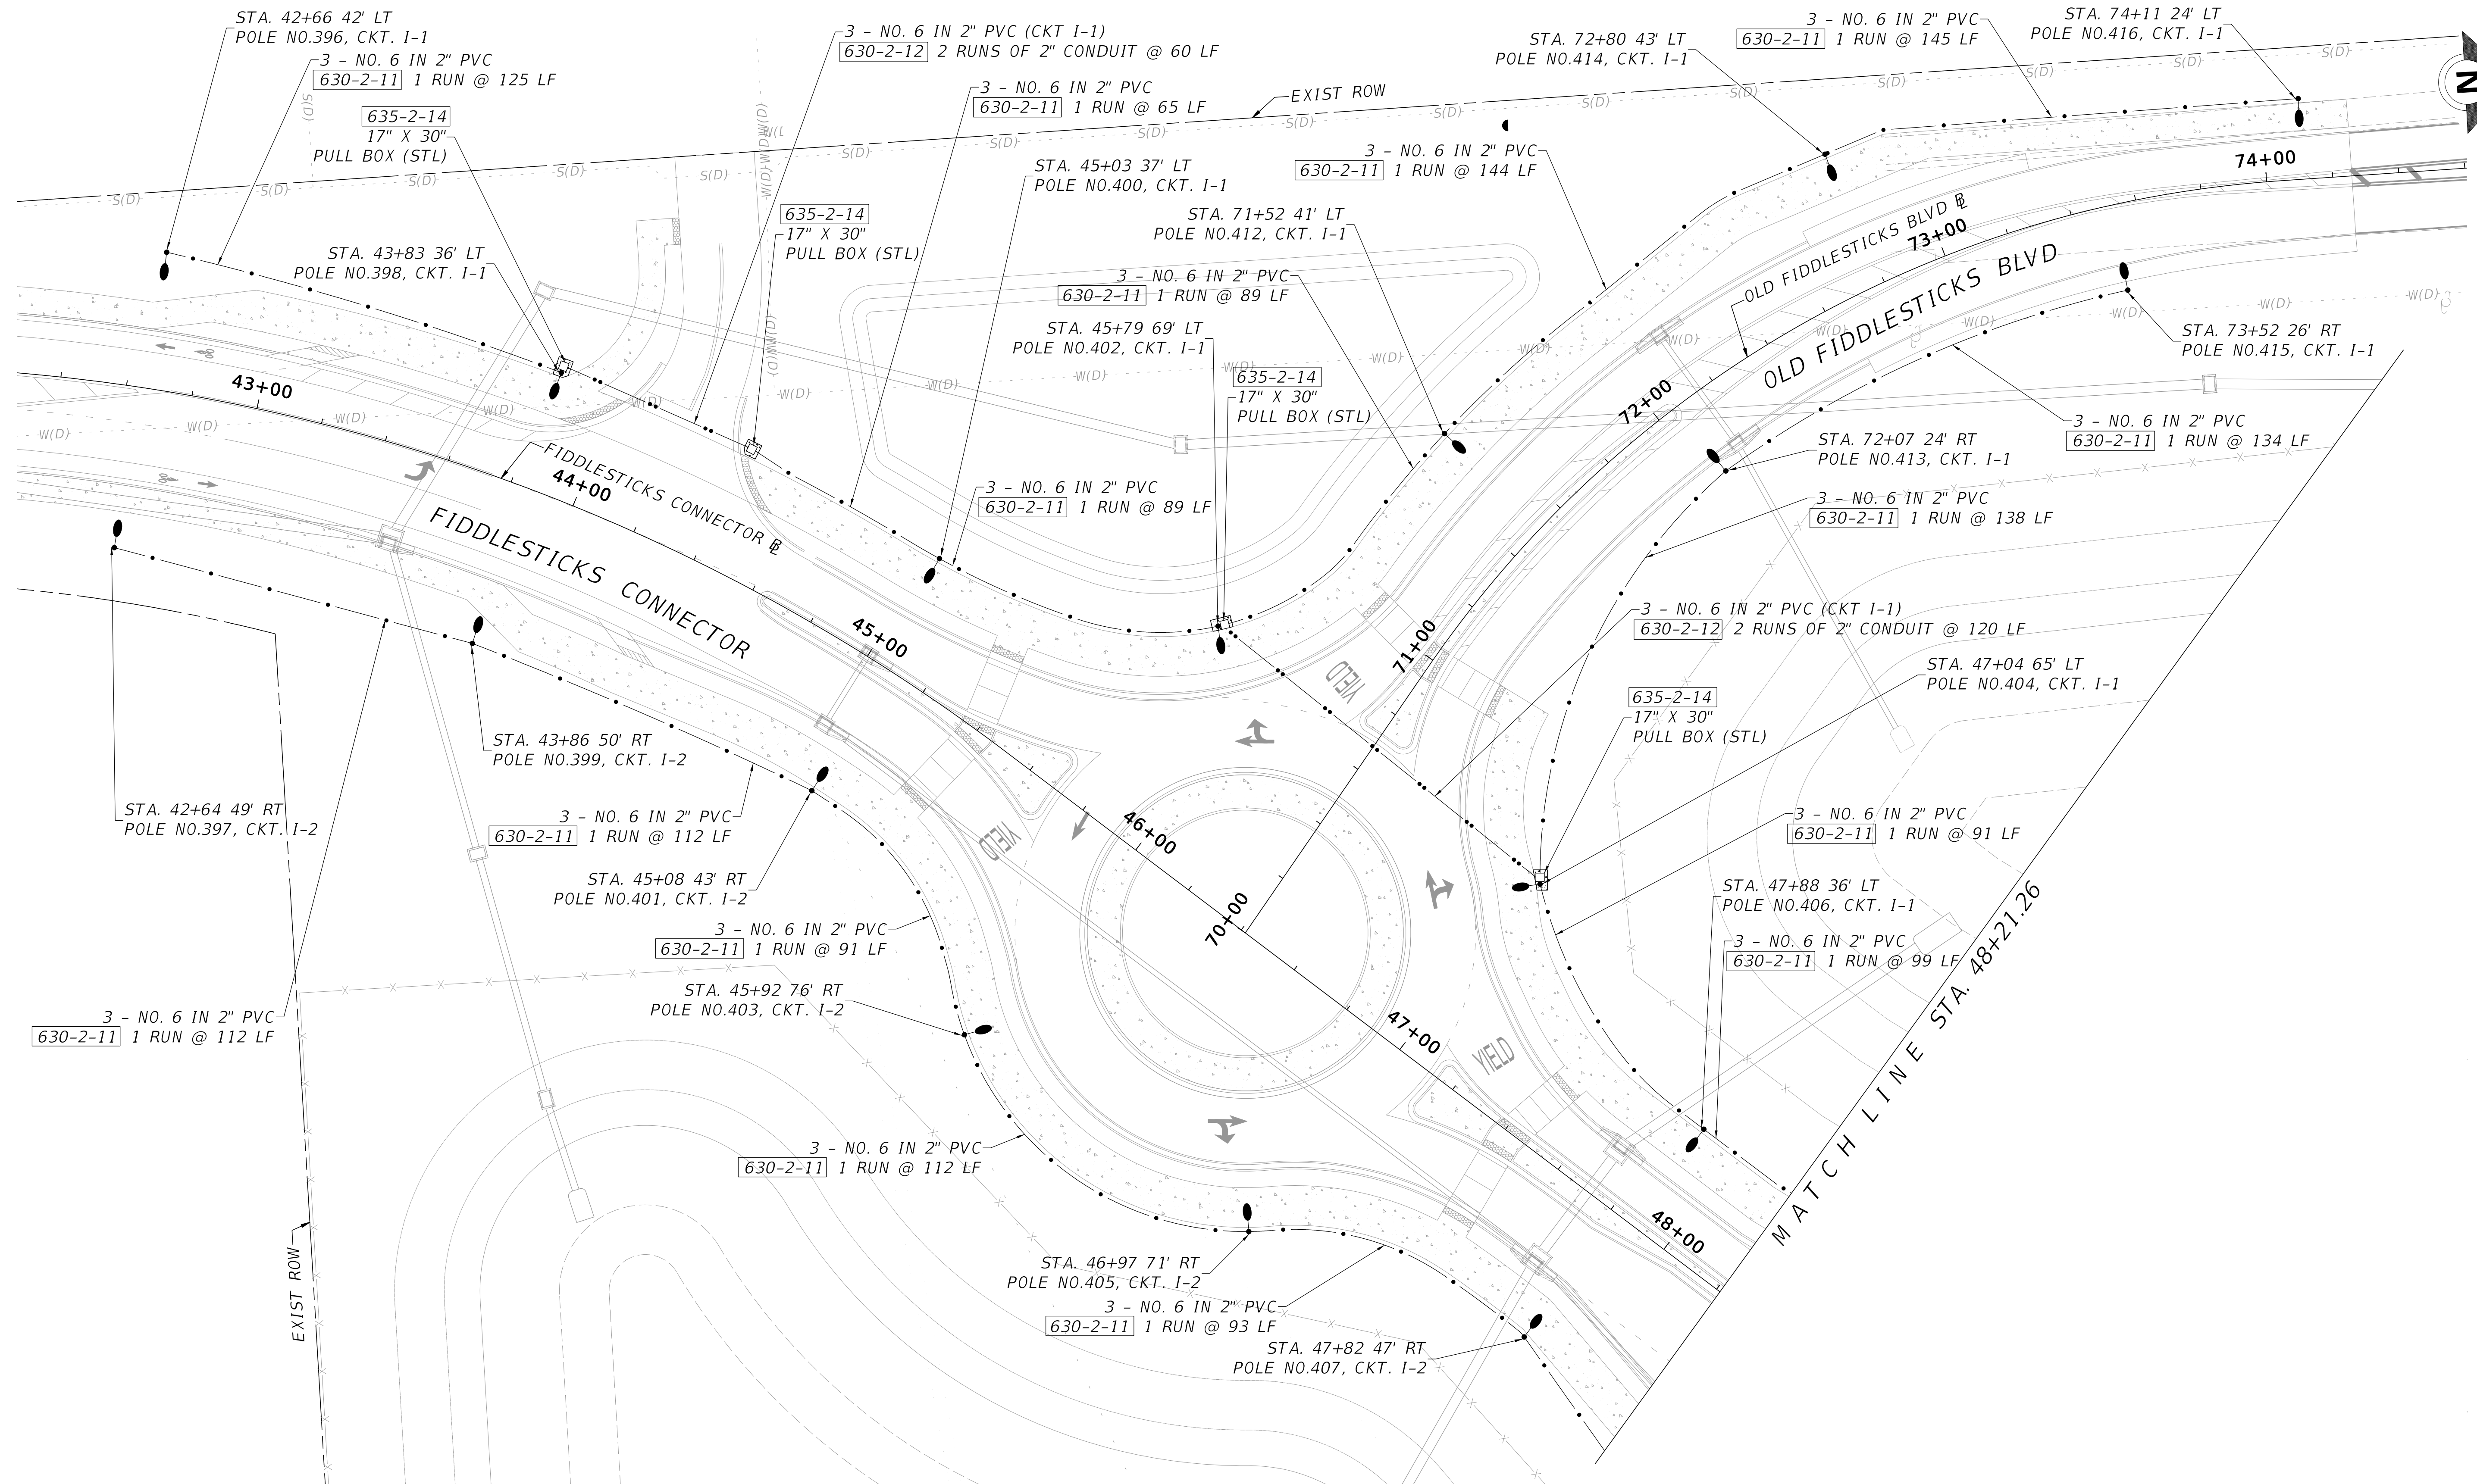 STA. 42+66 42' LT
POLE NO.396, CKT. I-1
3 - NO. 6 IN 2" PVC
630-2-11 1 RUN @ 125 LF
635-2-14
17" X 30"
PULL BOX (STL)
STA. 43+83 36' LT
POLE NO.398, CKT. I-1
3 - NO. 6 IN 2" PVC (CKT I-1)
630-2-12 2 RUNS OF 2" CONDUIT @ 60 LF
3 - NO. 6 IN 2" PVC
630-2-11 1 RUN @ 65 LF
EXIST ROW
STA. 45+03 37' LT
POLE NO.400, CKT. I-1
635-2-14
17" X 30"
PULL BOX (STL)
STA. 72+80 43' LT
POLE NO.414, CKT. I-1
3 - NO. 6 IN 2" PVC
630-2-11 1 RUN @ 145 LF
STA. 74+11 24' LT
POLE NO.416, CKT. I-1
N
3 - NO. 6 IN 2" PVC
630-2-11 1 RUN @ 144 LF
STA. 71+52 41' LT
POLE NO.412, CKT. I-1
3 - NO. 6 IN 2" PVC
630-2-11 1 RUN @ 89 LF
STA. 45+79 69' LT
POLE NO.402, CKT. I-1
635-2-14
17" X 30"
PULL BOX (STL)
3 - NO. 6 IN 2" PVC
630-2-11 1 RUN @ 89 LF
74+00
73+00
72+00
71+00
70+00
OLD FIDDLESTICKS BLVD BL
OLD FIDDLESTICKS BLVD
STA. 73+52 26' RT
POLE NO.415, CKT. I-1
3 - NO. 6 IN 2" PVC
630-2-11 1 RUN @ 134 LF
STA. 72+07 24' RT
POLE NO.413, CKT. I-1
3 - NO. 6 IN 2" PVC
630-2-11 1 RUN @ 138 LF
3 - NO. 6 IN 2" PVC (CKT I-1)
630-2-12 2 RUNS OF 2" CONDUIT @ 120 LF
STA. 47+04 65' LT
POLE NO.404, CKT. I-1
635-2-14
17" X 30"
PULL BOX (STL)
3 - NO. 6 IN 2" PVC
630-2-11 1 RUN @ 91 LF
STA. 47+88 36' LT
POLE NO.406, CKT. I-1
3 - NO. 6 IN 2" PVC
630-2-11 1 RUN @ 99 LF
MATCH LINE STA. 48+21.26
43+00
44+00
45+00
46+00
47+00
48+00
FIDDLESTICKS CONNECTOR BL
FIDDLESTICKS CONNECTOR
YIELD
YIELD
YIELD
STA. 42+64 49' RT
POLE NO.397, CKT. I-2
STA. 43+86 50' RT
POLE NO.399, CKT. I-2
3 - NO. 6 IN 2" PVC
630-2-11 1 RUN @ 112 LF
STA. 45+08 43' RT
POLE NO.401, CKT. I-2
3 - NO. 6 IN 2" PVC
630-2-11 1 RUN @ 91 LF
STA. 45+92 76' RT
POLE NO.403, CKT. I-2
3 - NO. 6 IN 2" PVC
630-2-11 1 RUN @ 112 LF
3 - NO. 6 IN 2" PVC
630-2-11 1 RUN @ 112 LF
EXIST ROW
STA. 46+97 71' RT
POLE NO.405, CKT. I-2
3 - NO. 6 IN 2" PVC
630-2-11 1 RUN @ 93 LF
STA. 47+82 47' RT
POLE NO.407, CKT. I-2
S(D) S(D) S(D) S(D) S(D) S(D) S(D) S(D) S(D) S(D) S(D) S(D) S(D) S(D) S(D)
W(D) W(D) W(D) W(D) W(D) W(D) W(D) W(D) W(D) W(D) W(D) W(D) W(D) W(D) W(D) W(D) W(D)